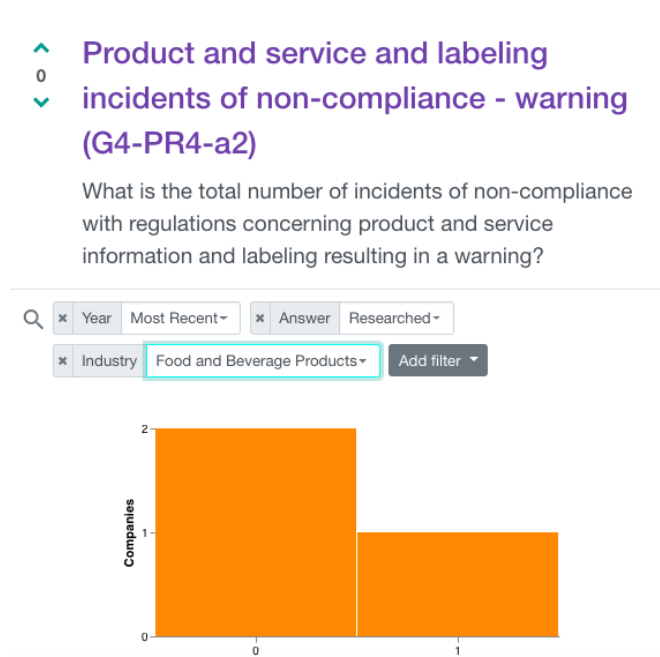 0
Product and service and labeling
incidents of non-compliance - warning
(G4-PR4-a2)
What is the total number of incidents of non-compliance
with regulations concerning product and service
information and labeling resulting in a warning?
× Year Most Recent × Answer Researched
× Industry Food and Beverage Products Add filter
2
Companies
1
0
0 1